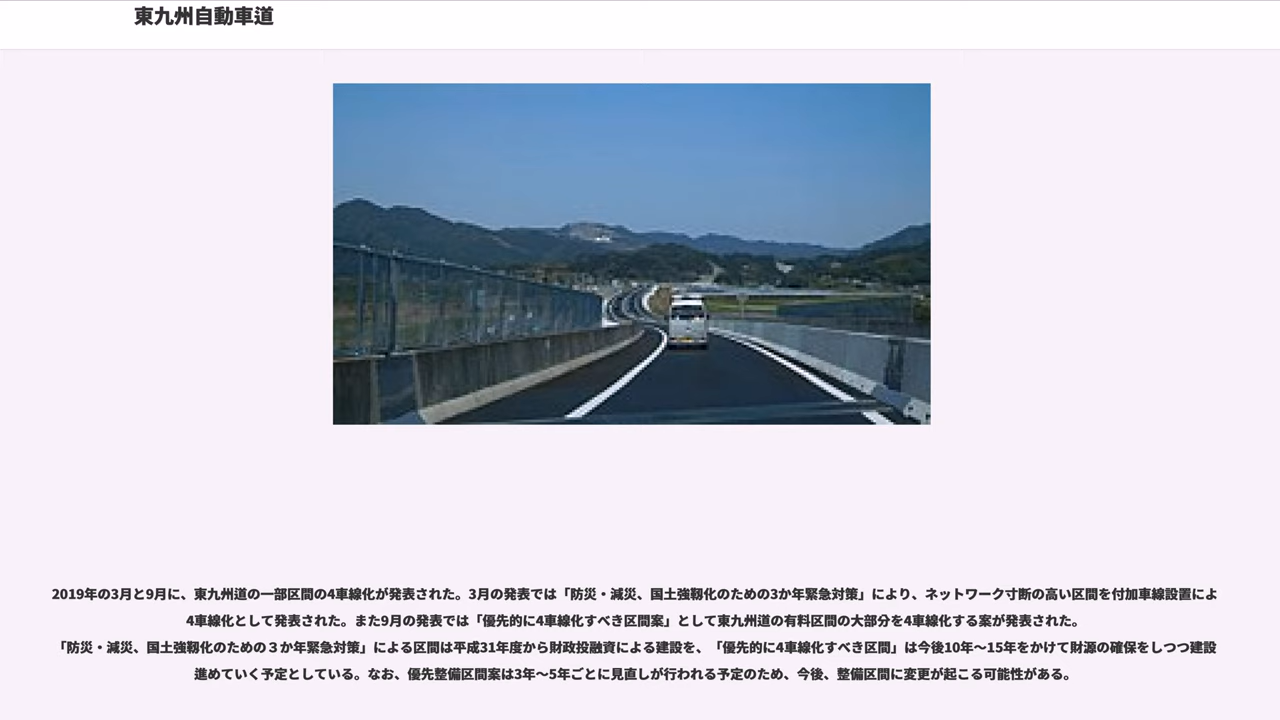 東九州自動車道
2019年の3月と9月に、東九州道の一部区間の4車線化が発表された。3月の発表では「防災・減災、国土強靭化のための3か年緊急対策」により、ネットワーク寸断の高い区間を付加車線設置によ
4車線化として発表された。また9月の発表では「優先的に4車線化すべき区間案」として東九州道の有料区間の大部分を4車線化する案が発表された。
「防災・減災、国土強靭化のための３か年緊急対策」による区間は平成31年度から財政投融資による建設を、「優先的に4車線化すべき区間」は今後10年〜15年をかけて財源の確保をしつつ建設
進めていく予定としている。なお、優先整備区間案は3年〜5年ごとに見直しが行われる予定のため、今後、整備区間に変更が起こる可能性がある。